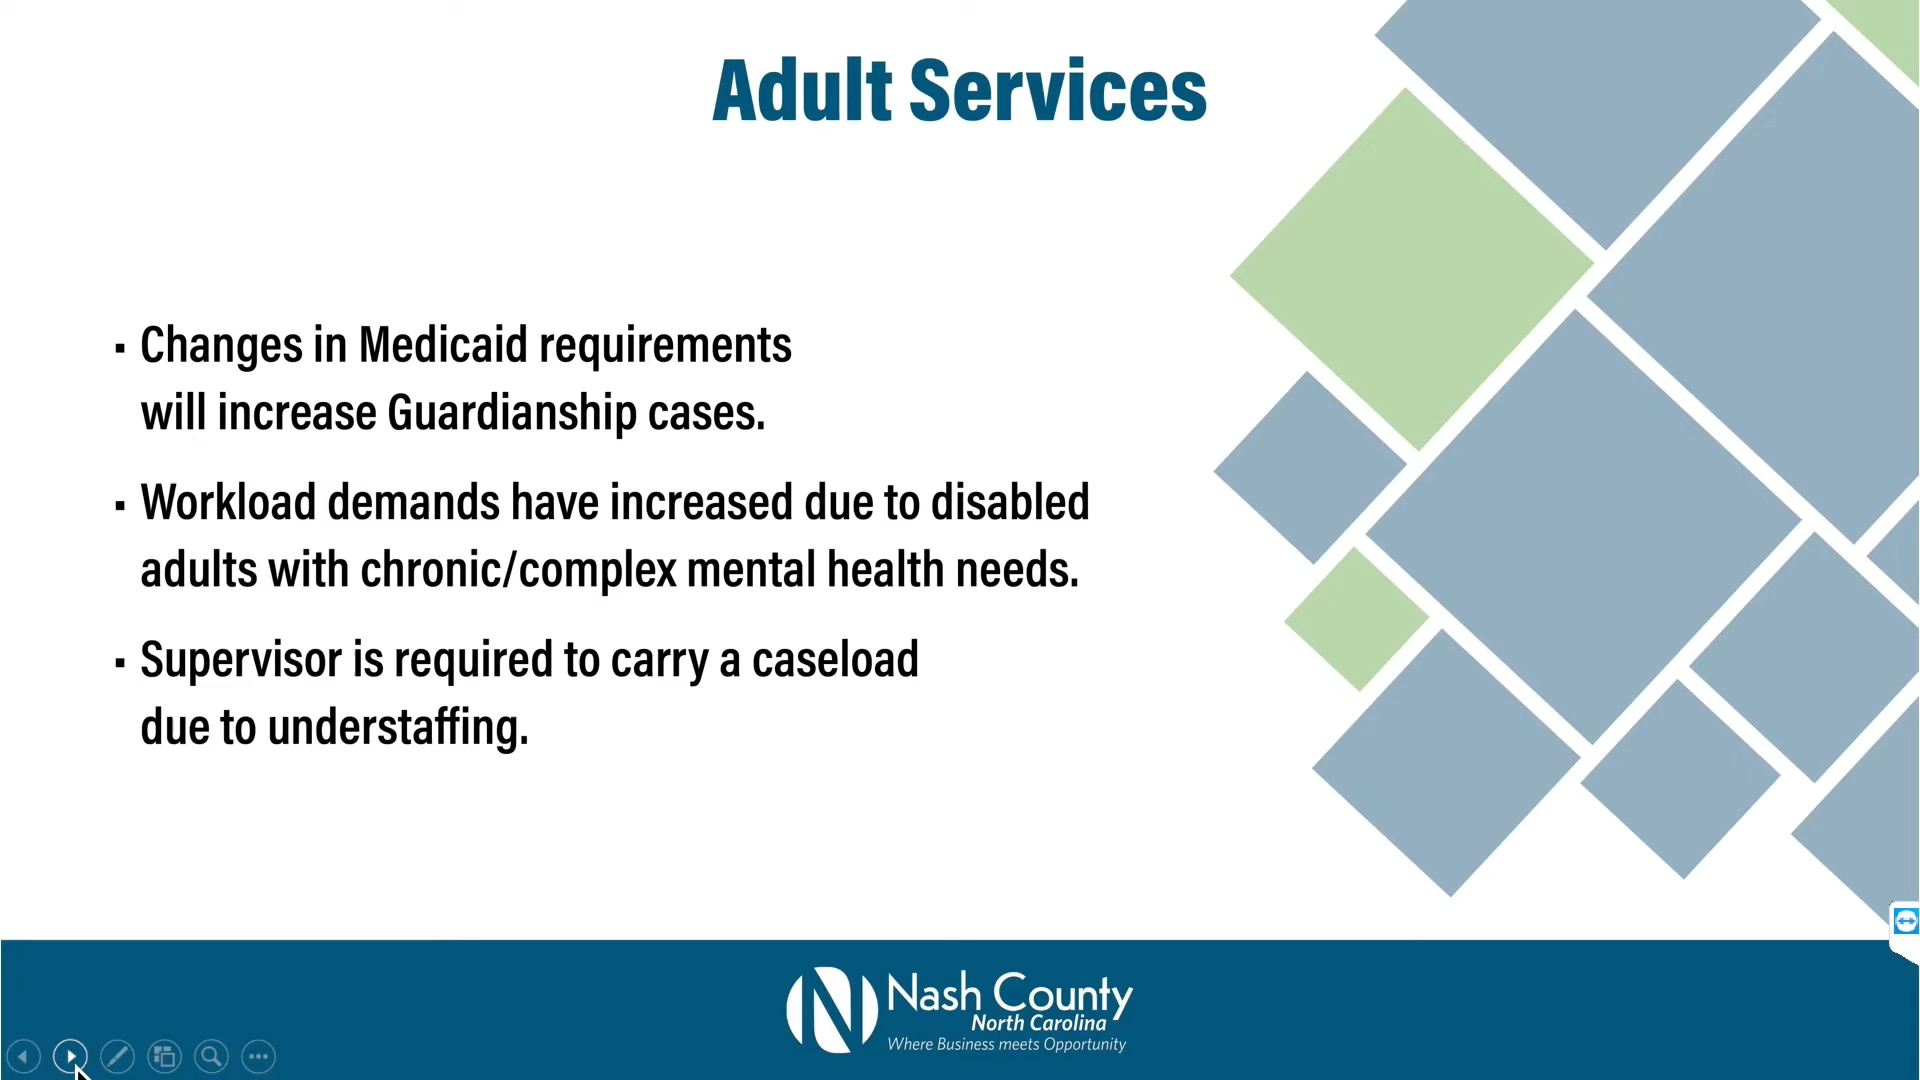 Adult Services
▪ Changes in Medicaid requirements
will increase Guardianship cases.
▪ Workload demands have increased due to disabled
adults with chronic/complex mental health needs.
▪ Supervisor is required to carry a caseload
due to understaffing.
Nash County
North Carolina
Where Business meets Opportunity